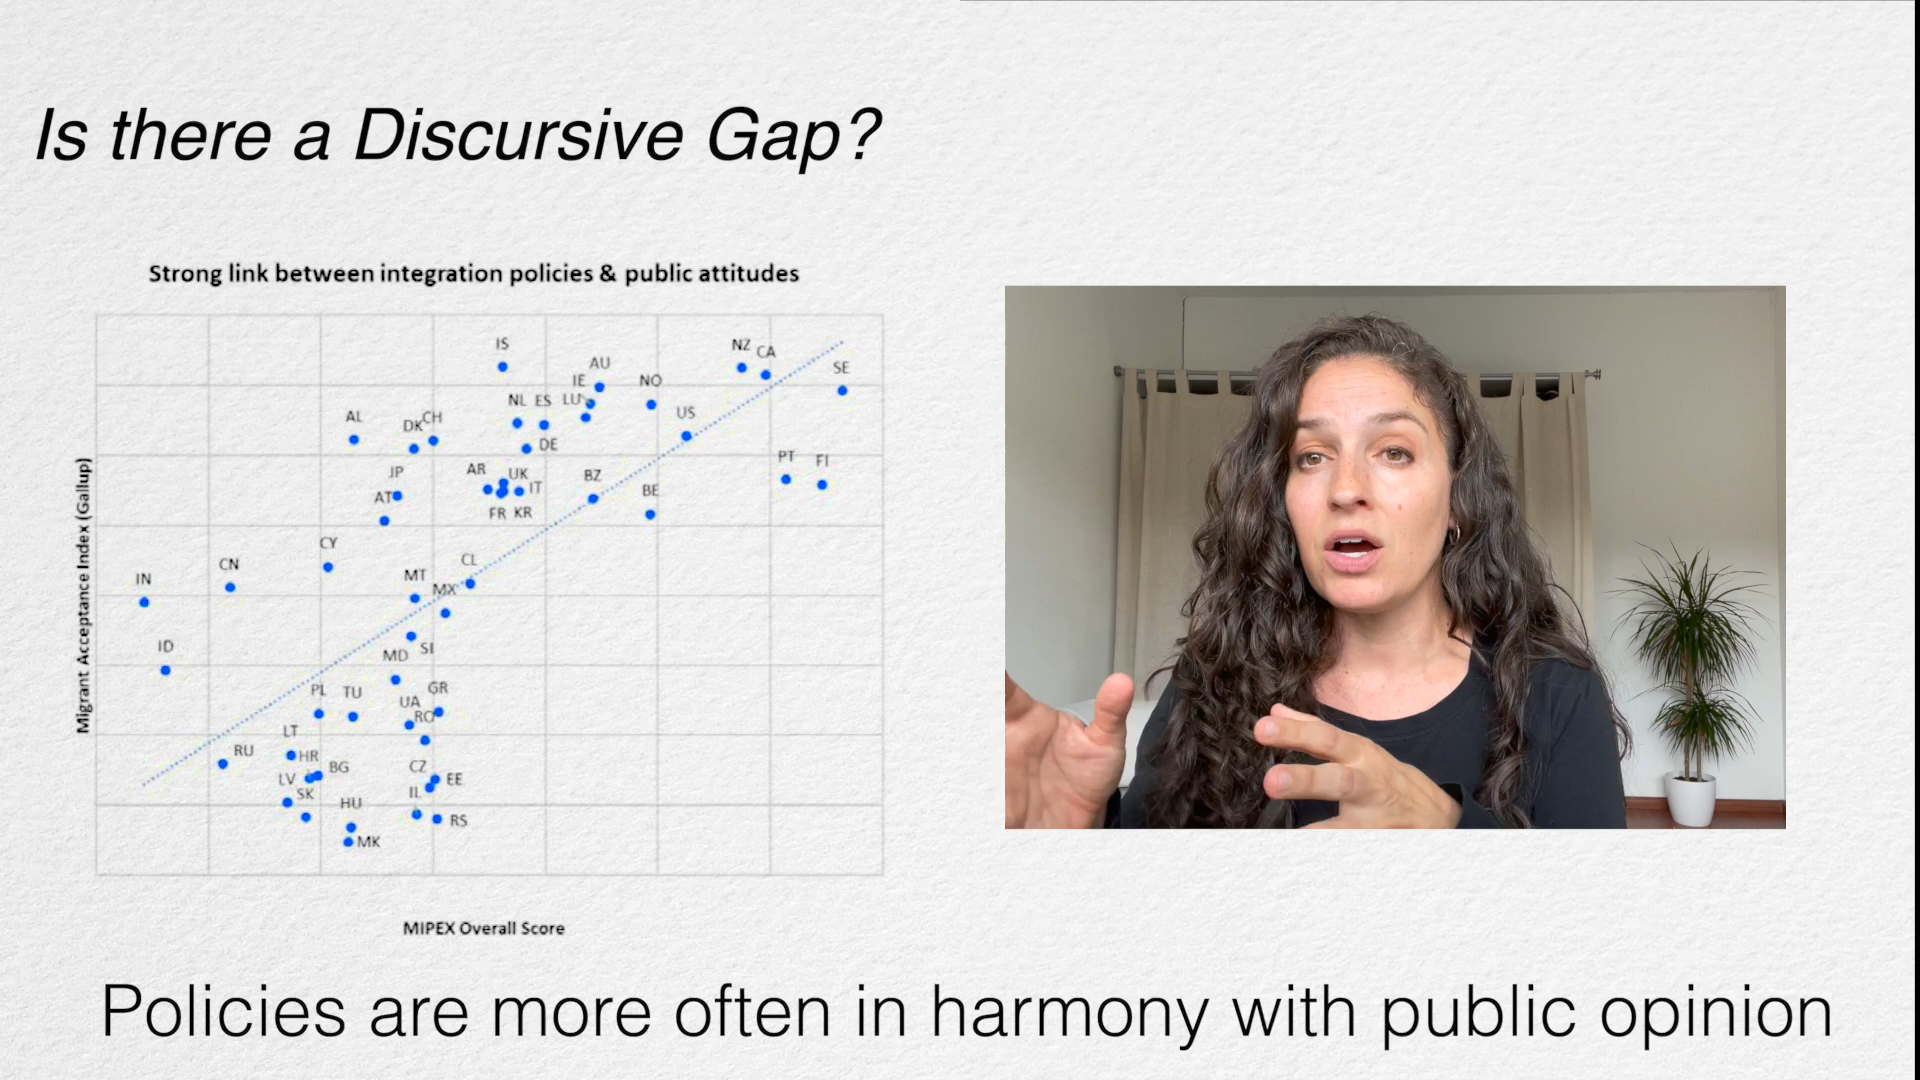 Is there a Discursive Gap?
Strong link between integration policies & public attitudes
IS
NZ
CA
AU
SE
IE
NO
NL
ES
LU
US
AL
DK
CH
DE
PT
FI
JP
AR
UK
BZ
IT
BE
AT
FR
KR
CY
CL
CN
MT
IN
MX
ID
SI
MD
PL
TU
GR
UA
RO
LT
RU
HR
BG
CZ
LV
EE
SK
IL
HU
RS
MK
Migrant Acceptance Index (Gallup)
MIPEX Overall Score
Policies are more often in harmony with public opinion